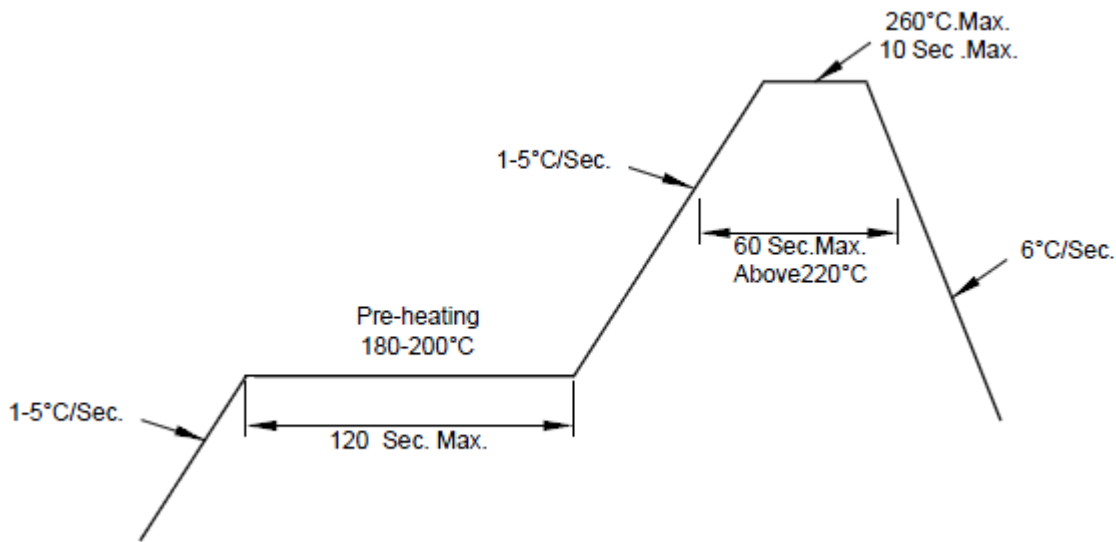 260°C.Max.
10 Sec .Max.
1-5°C/Sec.
60 Sec.Max.
Above220°C
6°C/Sec.
Pre-heating
180-200°C
1-5°C/Sec.
120 Sec. Max.